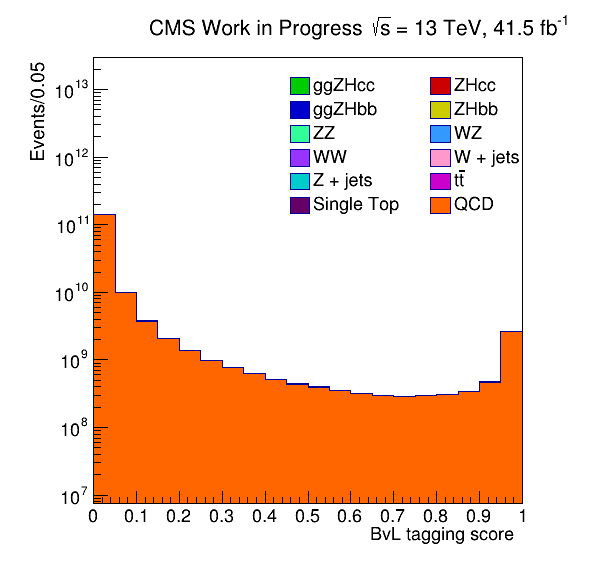 CMS Work in Progress √s = 13 TeV, 41.5 fb⁻¹
Events/0.05
10¹³
10¹²
10¹¹
10¹⁰
10⁹
10⁸
10⁷
ggZHcc ZHcc
ggZHbb ZHbb
ZZ WZ
WW W + jets
Z + jets tt̄
Single Top QCD
0 0.1 0.2 0.3 0.4 0.5 0.6 0.7 0.8 0.9 1
BvL tagging score